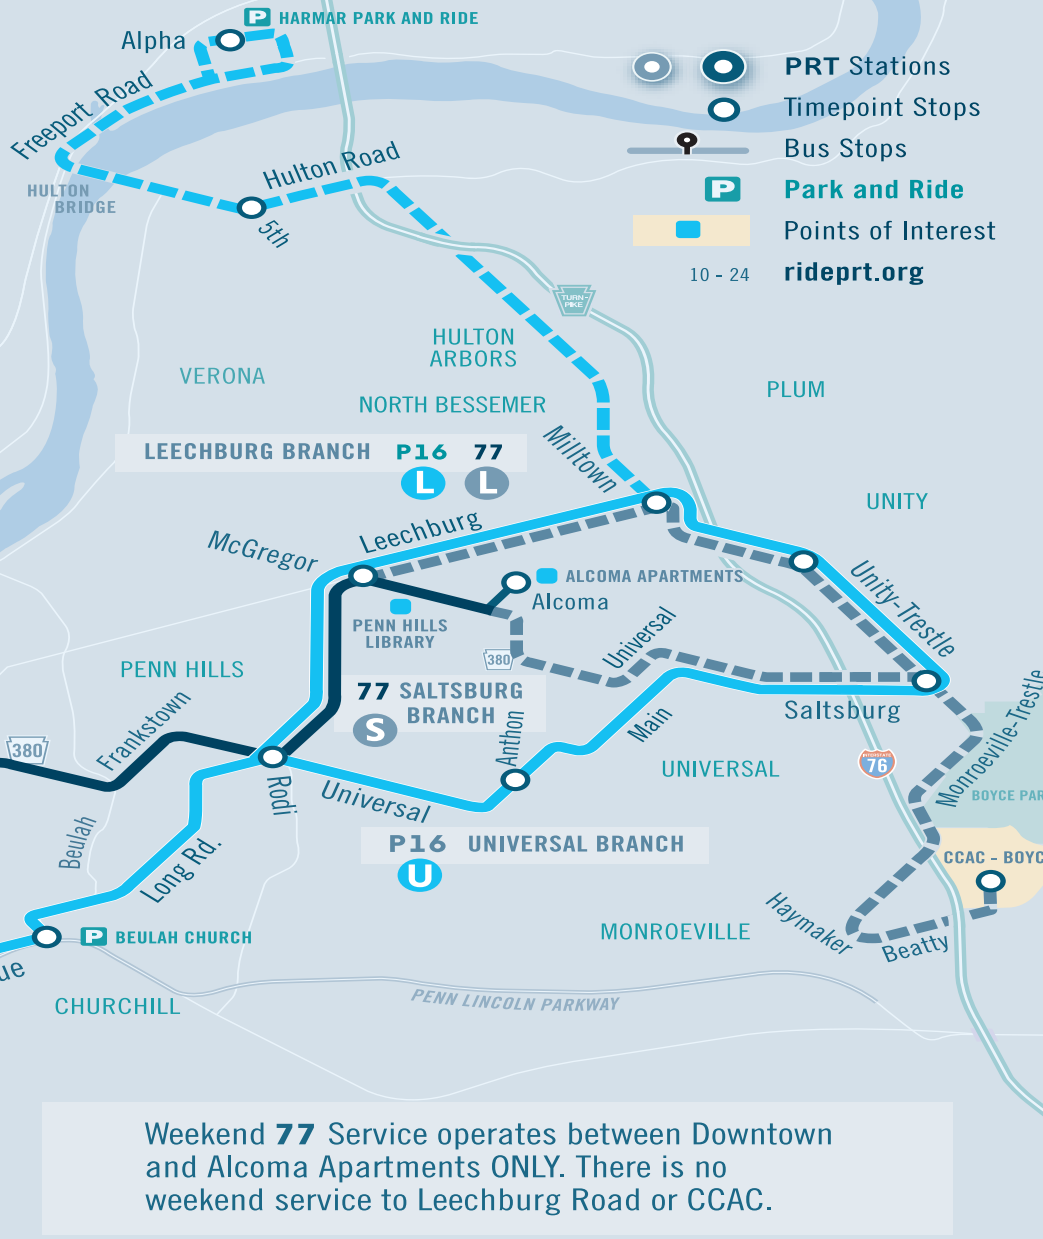 P HARMAR PARK AND RIDE
Alpha
Freeport Road
HULTON
BRIDGE
Hulton Road
5th
PRT Stations
Timepoint Stops
Bus Stops
P Park and Ride
Points of Interest
10 - 24 rideprt.org
TURN-
PIKE
HULTON
ARBORS
VERONA
PLUM
NORTH BESSEMER
LEECHBURG BRANCH P16 77
L L
Milltown
UNITY
McGregor
Leechburg
ALCOMA APARTMENTS
Alcoma
PENN HILLS
LIBRARY
Unity-Trestle
Universal
380
PENN HILLS
77 SALTSBURG
BRANCH
S
Saltsburg
Monroeville-Trestle
Frankstown
380
Anthon
Main
INTERSTATE
76
UNIVERSAL
BOYCE PAR
Rodi
Universal
Beulah
Long Rd.
P16 UNIVERSAL BRANCH
U
CCAC - BOYC
Haymaker
Beatty
MONROEVILLE
P BEULAH CHURCH
ue
CHURCHILL
PENN LINCOLN PARKWAY
Weekend 77 Service operates between Downtown
and Alcoma Apartments ONLY. There is no
weekend service to Leechburg Road or CCAC.